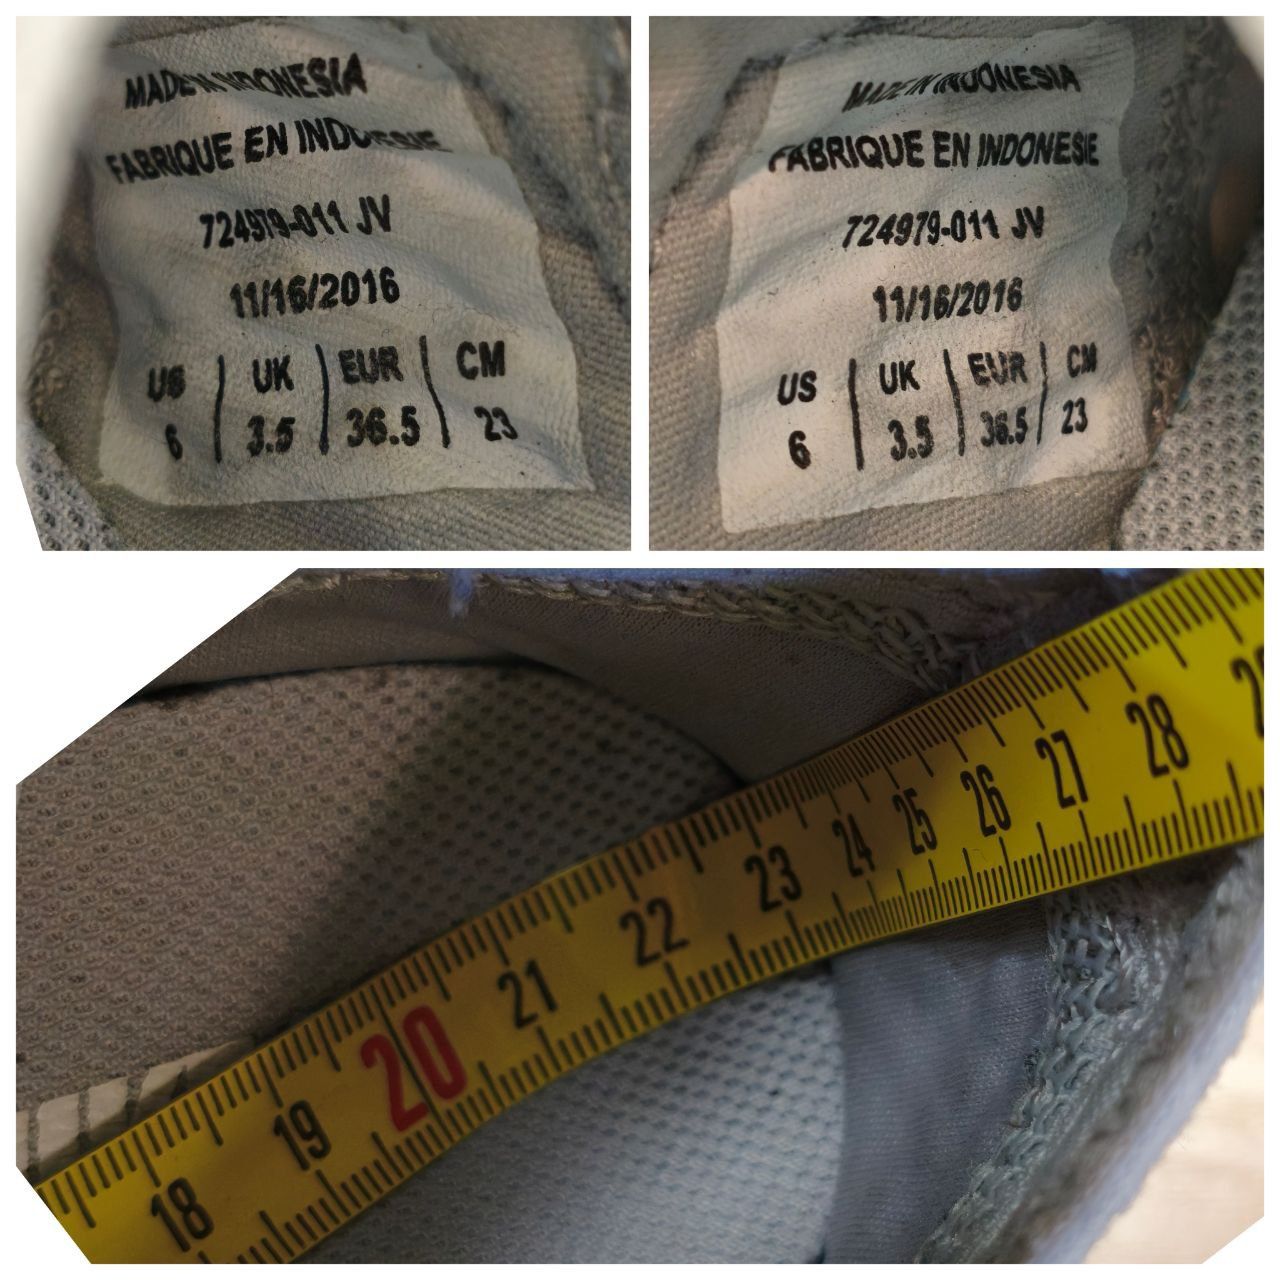 MADE IN INDONESIA
FABRIQUE EN INDONESIE
724979-011 JV
11/16/2016
US | UK | EUR | CM
6 | 3.5 | 36.5 | 23
MADE IN INDONESIA
FABRIQUE EN INDONESIE
724979-011 JV
11/16/2016
US | UK | EUR | CM
6 | 3.5 | 36.5 | 23
18 19 20 21 22 23 24 25 26 27 28